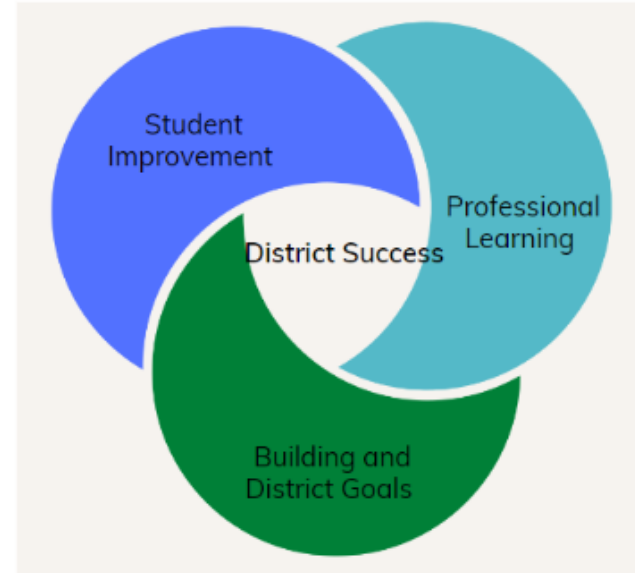 Student
Improvement
Professional
Learning
District Success
Building and
District Goals